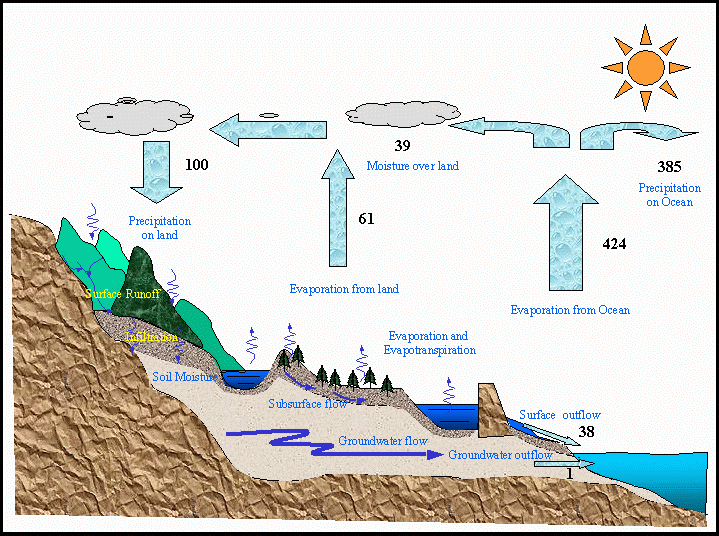 39
Moisture over land
100
385
Precipitation
on Ocean
Precipitation
on land
61
424
Evaporation from land
Surface Runoff
Evaporation from Ocean
Infiltration
Evaporation and
Evapotranspiration
Soil Moisture
Subsurface flow
Surface outflow
38
Groundwater flow
Groundwater outflow
1